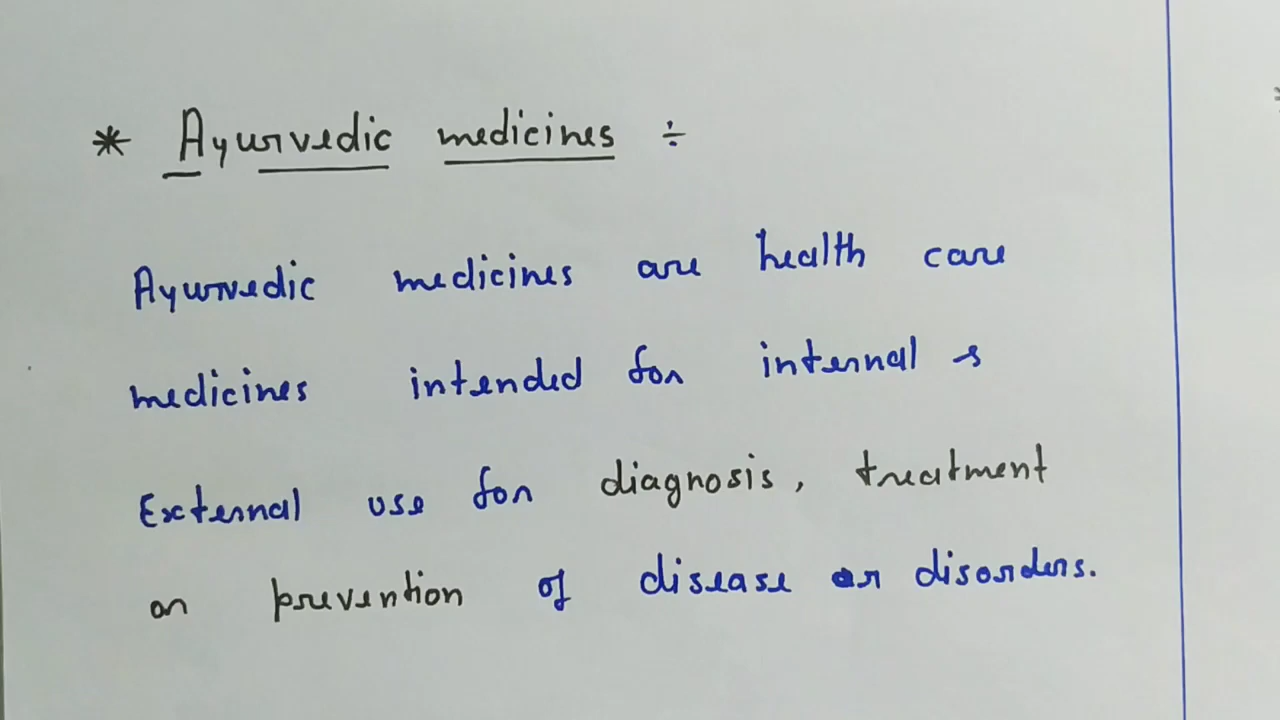 * Ayurvedic medicines ÷
Ayurvedic medicines are health care
medicines intended for internal &
External use for diagnosis, treatment
or prevention of disease or disorders.